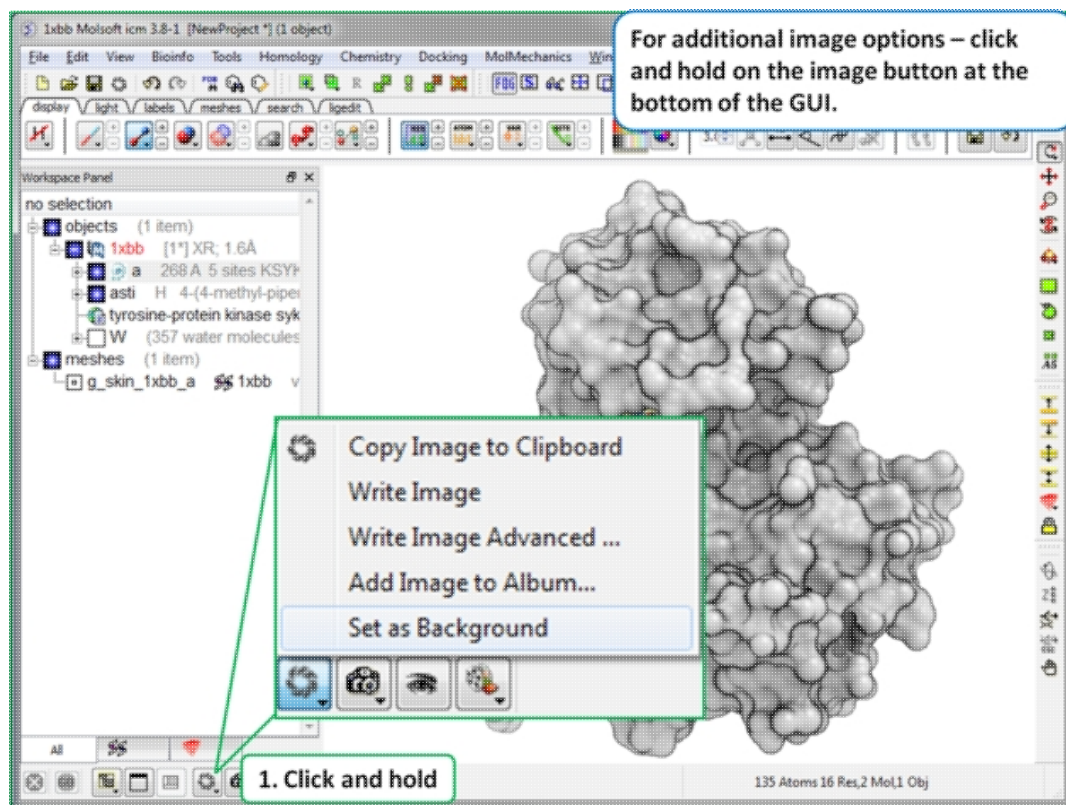 1xbb Molsoft icm 3.8-1 [NewProject *] (1 object)
For additional image options – click
and hold on the image button at the
bottom of the GUI.
File Edit View Bioinfo Tools Homology Chemistry Docking MolMechanics
display light labels meshes search ligedit
Workspace Panel
no selection
objects (1 item)
1xbb [1*] XR; 1.6Å
a 268 A 5 sites
asti H 4-(4-methyl-piper
tyrosine-protein kinase syk
W (357 water molecules
meshes (1 item)
g_skin_1xbb_a 1xbb
Copy Image to Clipboard
Write Image
Write Image Advanced ...
Add Image to Album...
Set as Background
All
1. Click and hold
135 Atoms 16 Res,2 Mol,1 Obj